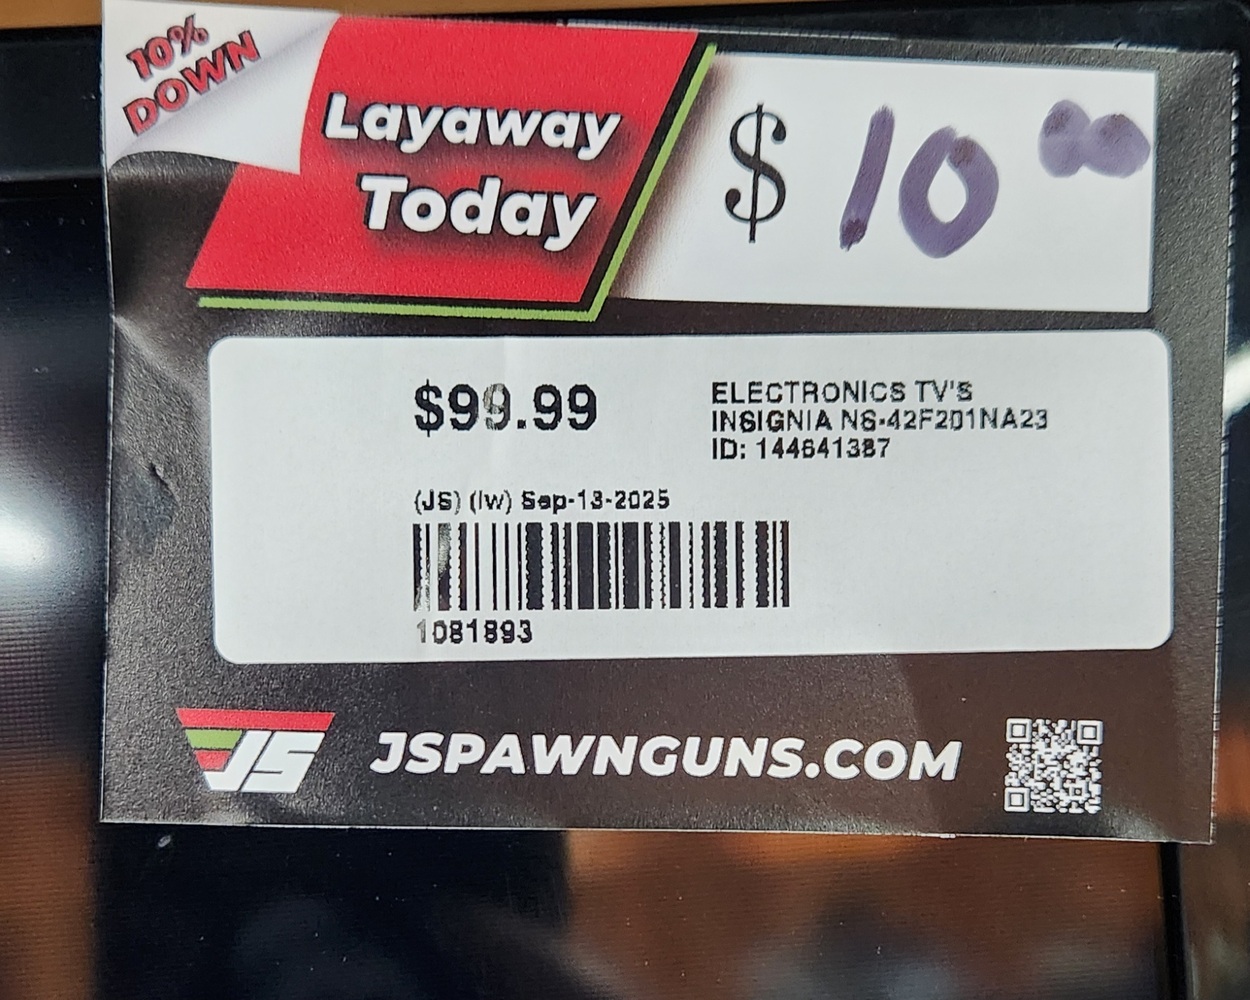 10%
DOWN
Layaway
Today
$ 10 00
$99.99
ELECTRONICS TV'S
INSIGNIA NS-42F201NA23
ID: 144641387
(JS) (lw) Sep-13-2025
1081893
JS
JSPAWNGUNS.COM